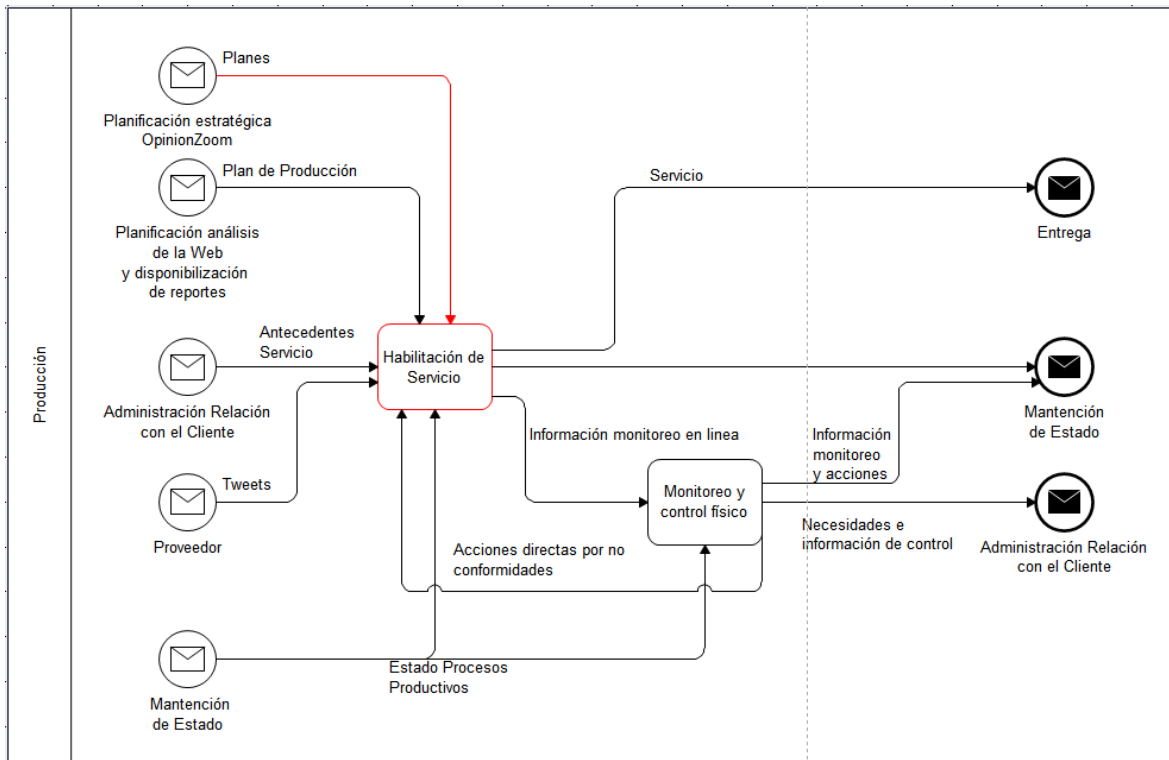 Producción
Planes
Planificación estratégica
OpinionZoom
Plan de Producción
Planificación análisis
de la Web
y disponibilización
de reportes
Servicio
Entrega
Antecedentes
Servicio
Administración Relación
con el Cliente
Habilitación de
Servicio
Mantención
de Estado
Información monitoreo en linea
Información
monitoreo
y acciones
Tweets
Proveedor
Monitoreo y
control físico
Necesidades e
información de control
Administración Relación
con el Cliente
Acciones directas por no
conformidades
Estado Procesos
Productivos
Mantención
de Estado